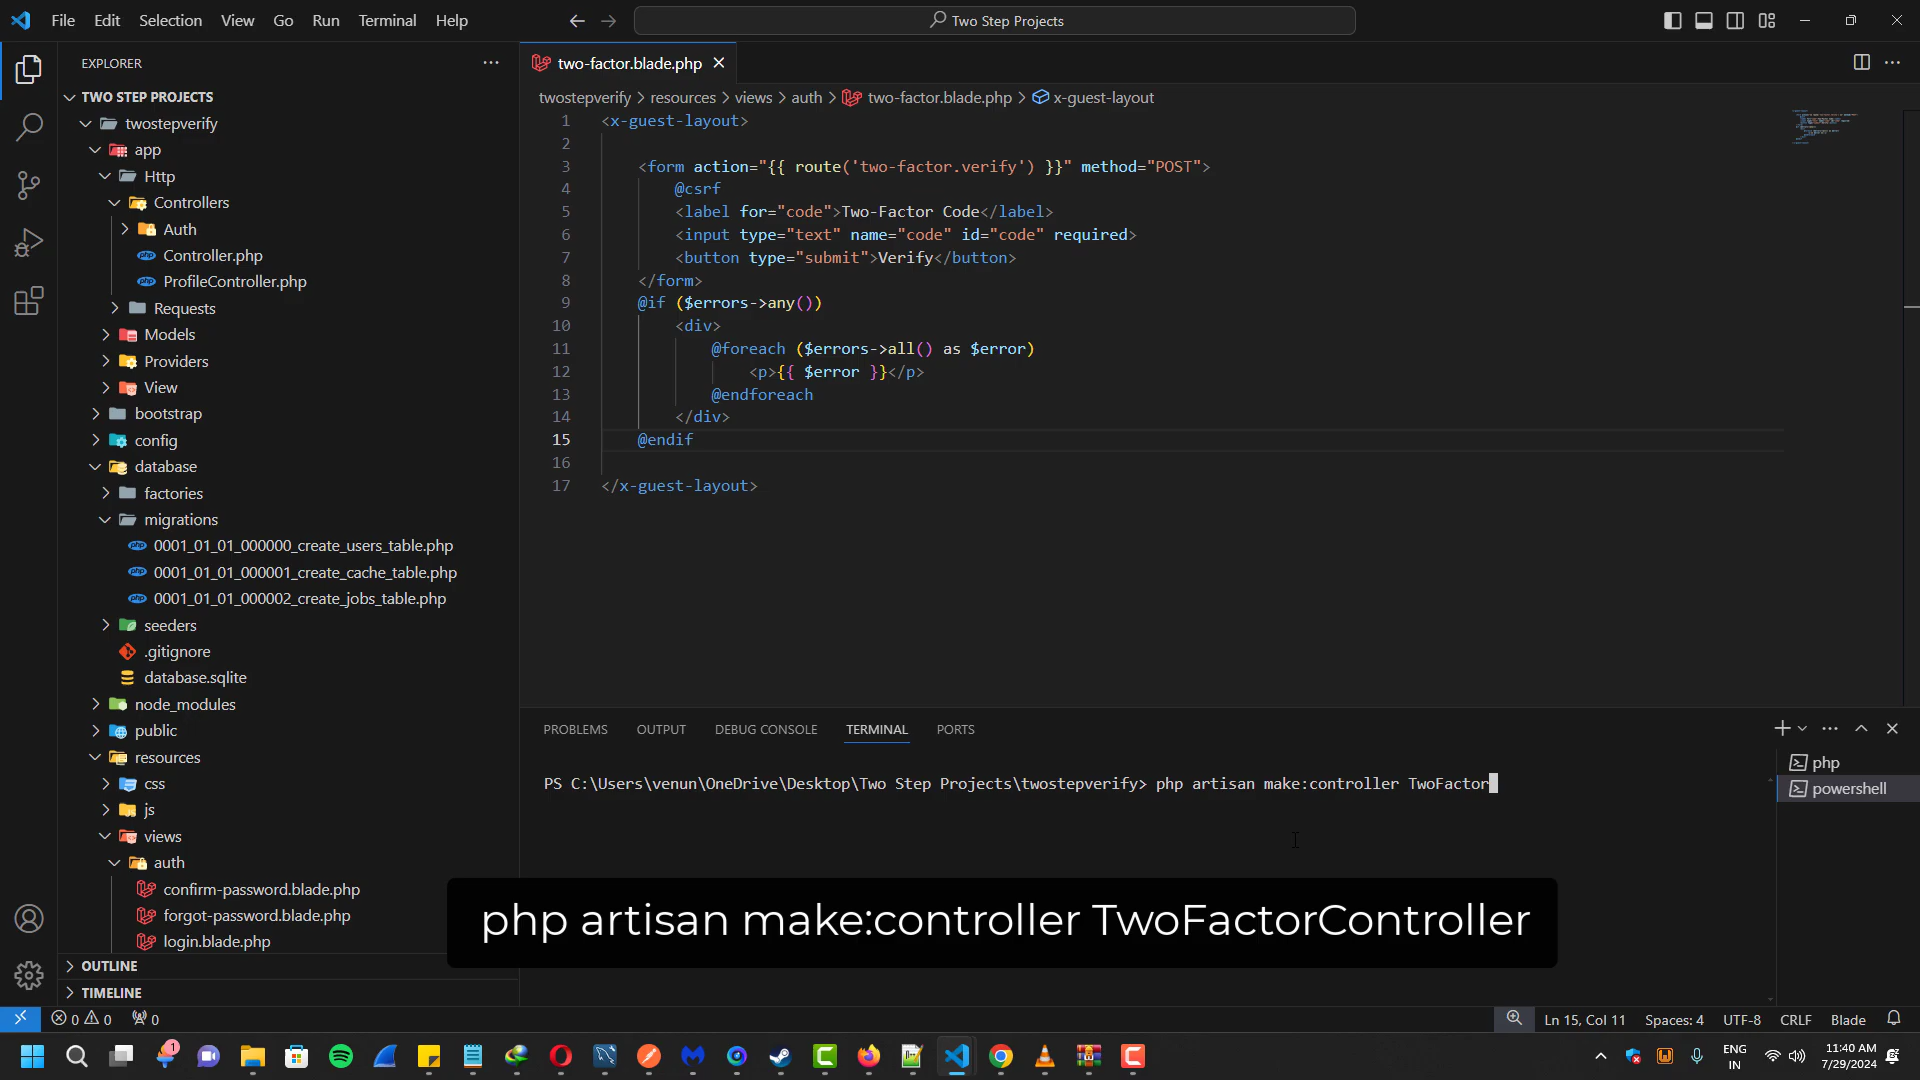 File Edit Selection View Go Run Terminal Help
Two Step Projects
EXPLORER
TWO STEP PROJECTS
twostepverify
app
Http
Controllers
Auth
Controller.php
ProfileController.php
Requests
Models
Providers
View
bootstrap
config
database
factories
migrations
0001_01_01_000000_create_users_table.php
0001_01_01_000001_create_cache_table.php
0001_01_01_000002_create_jobs_table.php
seeders
.gitignore
database.sqlite
node_modules
public
resources
css
js
views
auth
confirm-password.blade.php
forgot-password.blade.php
login.blade.php
OUTLINE
TIMELINE
two-factor.blade.php
twostepverify > resources > views > auth > two-factor.blade.php > x-guest-layout
1 <x-guest-layout>
2
3 <form action="{{ route('two-factor.verify') }}" method="POST">
4 @csrf
5 <label for="code">Two-Factor Code</label>
6 <input type="text" name="code" id="code" required>
7 <button type="submit">Verify</button>
8 </form>
9 @if ($errors->any())
10 <div>
11 @foreach ($errors->all() as $error)
12 <p>{{ $error }}</p>
13 @endforeach
14 </div>
15 @endif
16
17 </x-guest-layout>
PROBLEMS OUTPUT DEBUG CONSOLE TERMINAL PORTS
PS C:\Users\venun\OneDrive\Desktop\Two Step Projects\twostepverify> php artisan make:controller TwoFactor
php
powershell
php artisan make:controller TwoFactorController
0 0 0
Ln 15, Col 11 Spaces: 4 UTF-8 CRLF Blade
1
ENG
IN
11:40 AM
7/29/2024